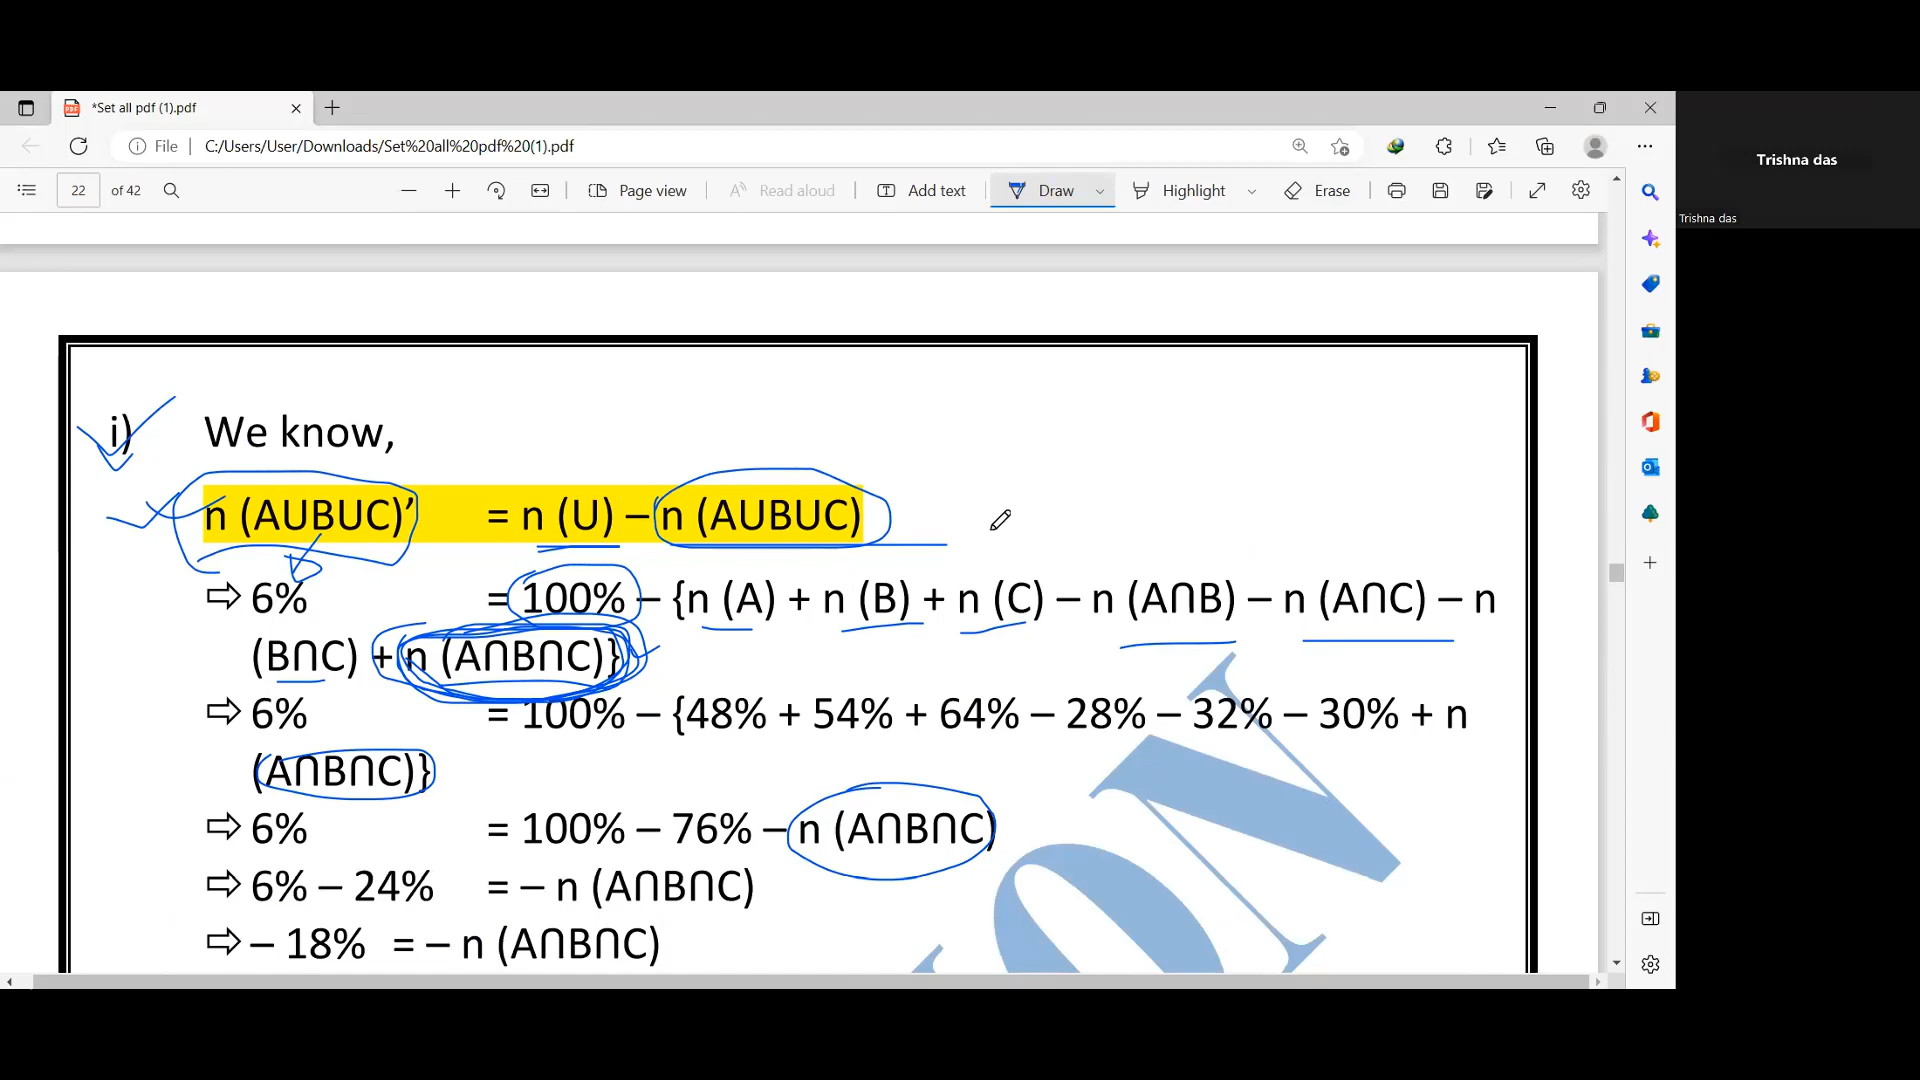 *Set all pdf (1).pdf
File
C:/Users/User/Downloads/Set%20all%20pdf%20(1).pdf
22 of 42
Page view
Read aloud
Add text
Draw
Highlight
Erase
Trishna das
Trishna das
i) We know,
n (AUBUC)’ = n (U) – n (AUBUC)
⇨ 6% = 100% – {n (A) + n (B) + n (C) – n (A∩B) – n (A∩C) – n
(B∩C) + n (A∩B∩C)}
⇨ 6% = 100% – {48% + 54% + 64% – 28% – 32% – 30% + n
(A∩B∩C)}
⇨ 6% = 100% – 76% – n (A∩B∩C)
⇨ 6% – 24% = – n (A∩B∩C)
⇨ – 18% = – n (A∩B∩C)
ON